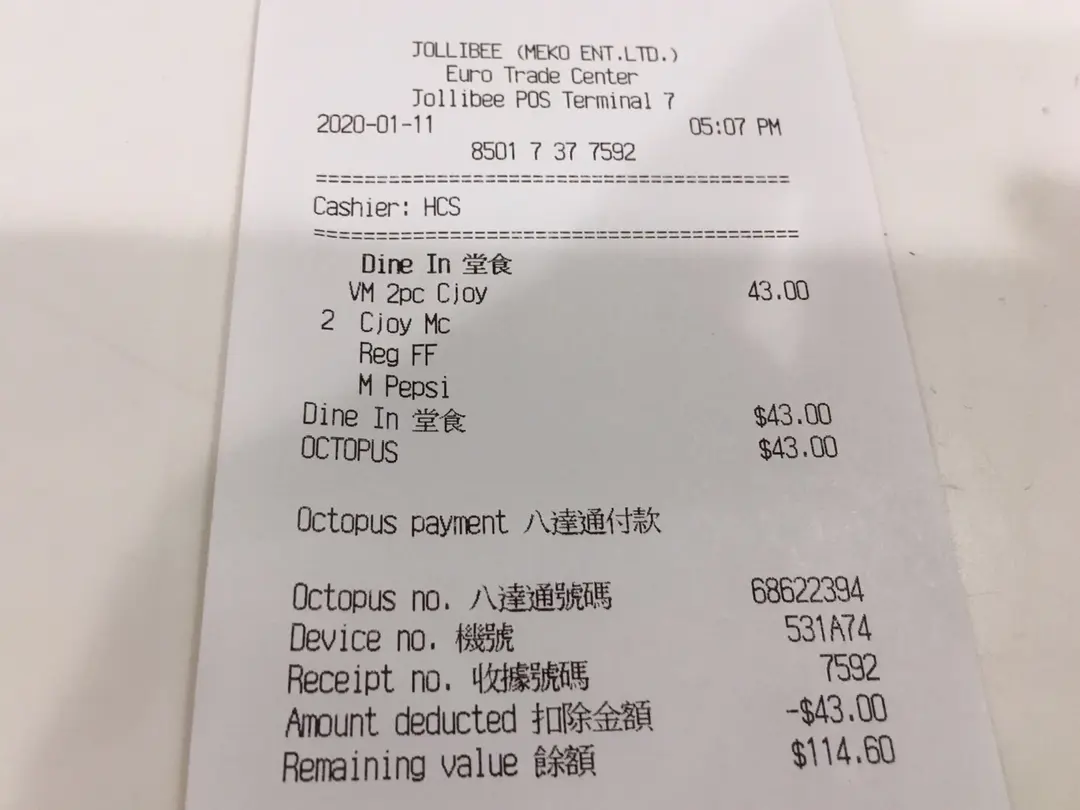 JOLLIBEE (MEKO ENT.LTD.)
Euro Trade Center
Jollibee POS Terminal 7
2020-01-11 05:07 PM
8501 7 37 7592
=======================================
Cashier: HCS
=======================================
Dine In 堂食
VM 2pc Cjoy 43.00
2 Cjoy Mc
Reg FF
M Pepsi
Dine In 堂食 $43.00
OCTOPUS $43.00
Octopus payment 八達通付款
Octopus no. 八達通號碼 68622394
Device no. 機號 531A74
Receipt no. 收據號碼 7592
Amount deducted 扣除金額 -$43.00
Remaining value 餘額 $114.60